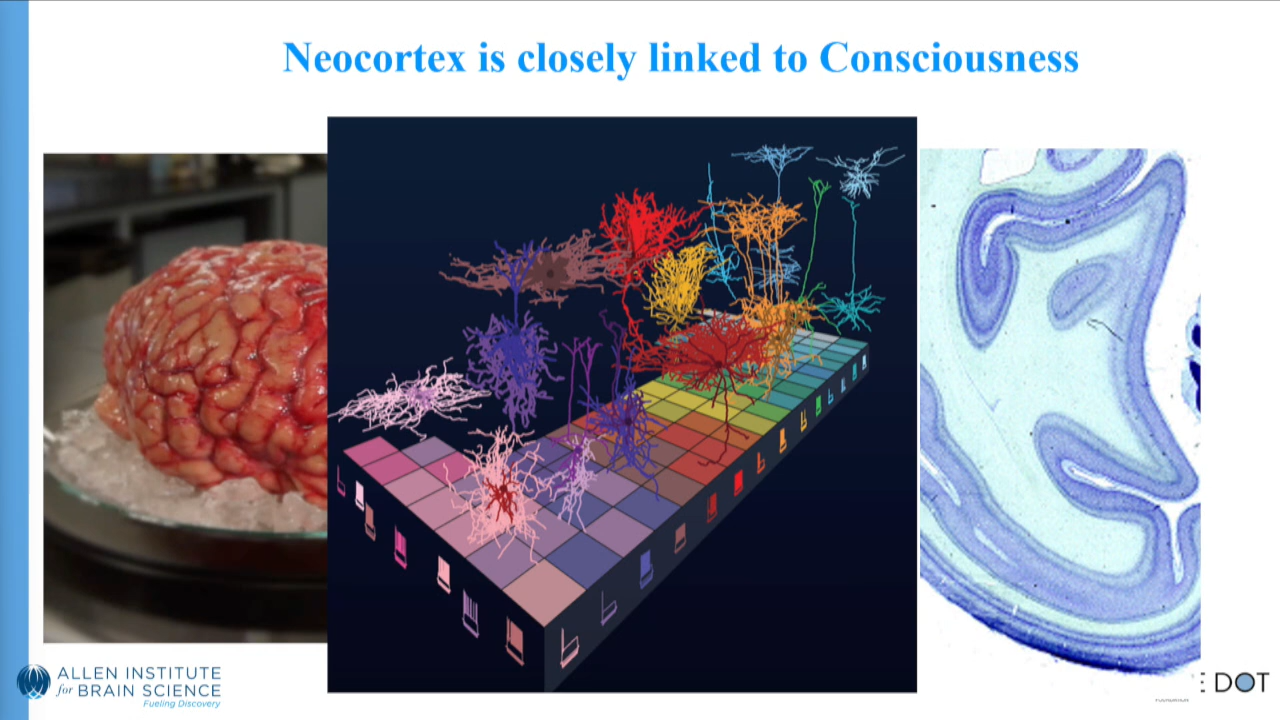 Neocortex is closely linked to Consciousness
ALLEN INSTITUTE
for BRAIN SCIENCE
Fueling Discovery
DOT